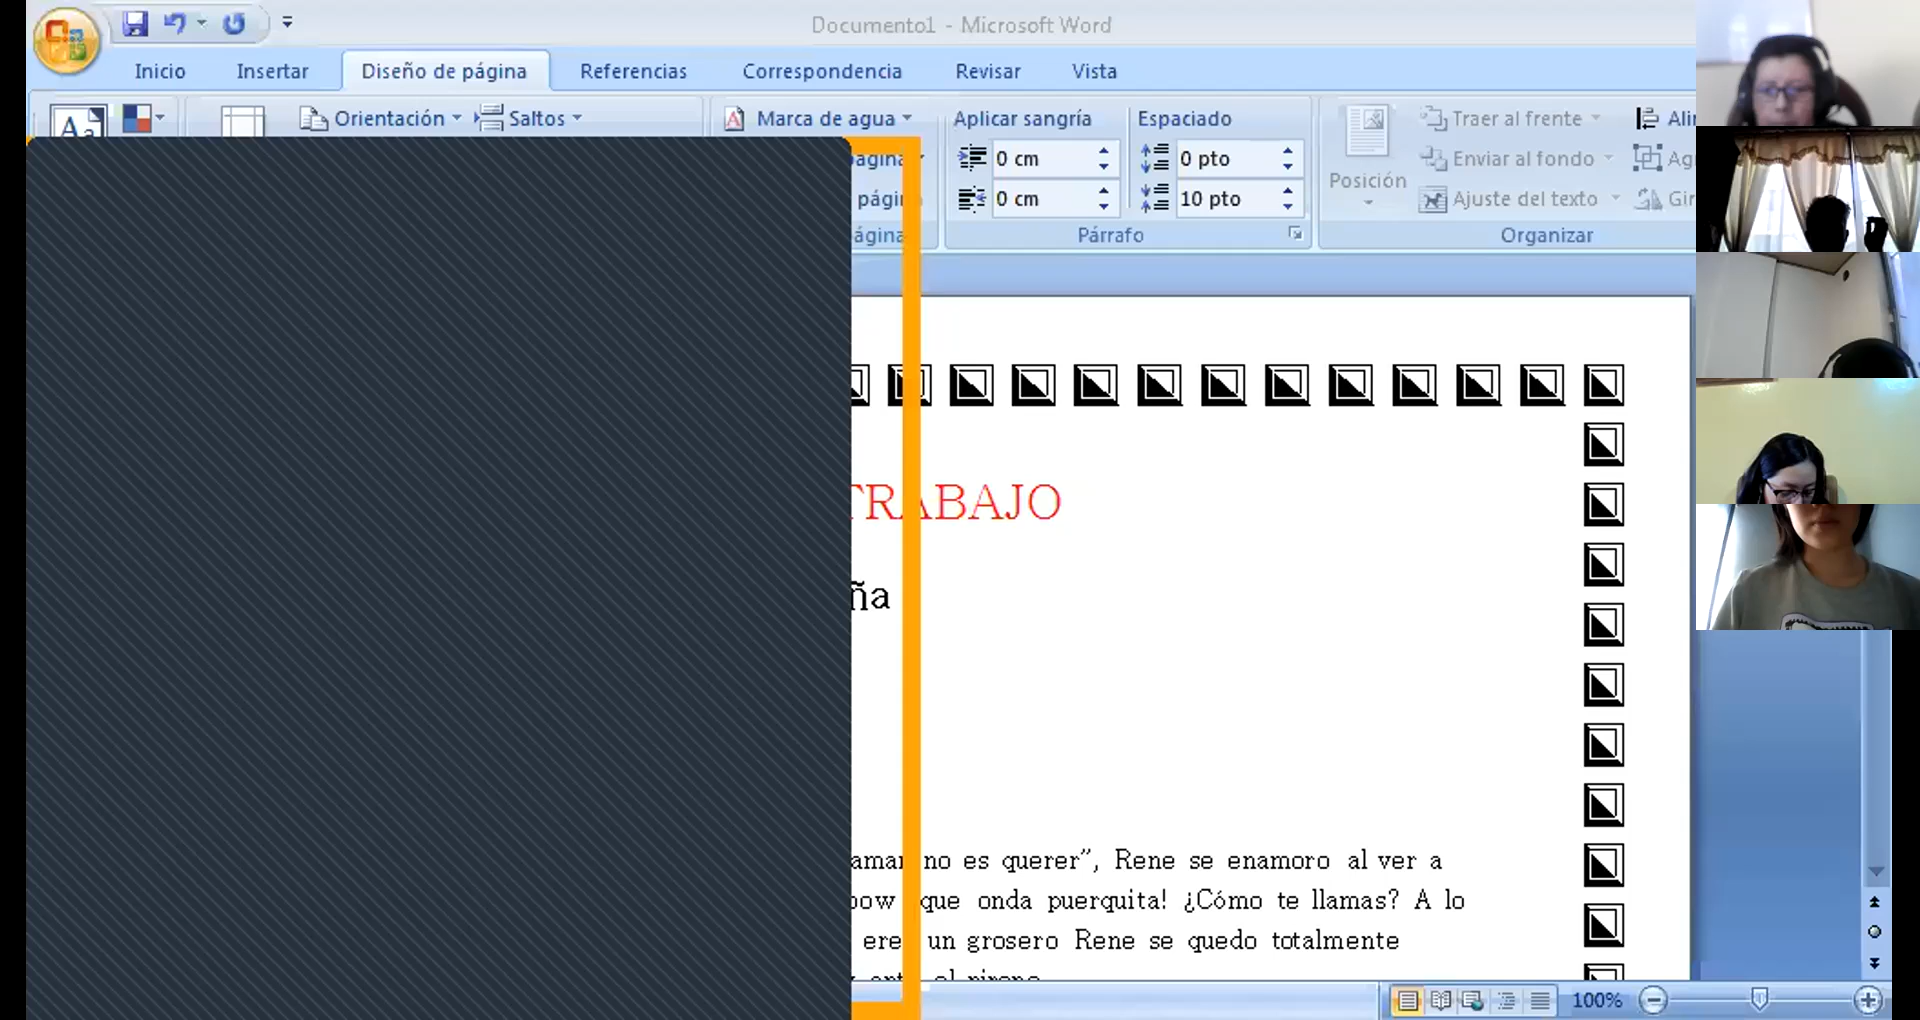 Documento1 - Microsoft Word
Inicio Insertar Diseño de página Referencias Correspondencia Revisar Vista
Aa Orientación Saltos Marca de agua Aplicar sangría Espaciado Traer al frente
0 cm 0 pto Enviar al fondo
Posición
0 cm 10 pto Ajuste del texto
Párrafo Organizar
TRABAJO
ña
amar no es querer”, Rene se enamoro al ver a
que onda puerquita! ¿Cómo te llamas? A lo
un grosero Rene se quedo totalmente
100%